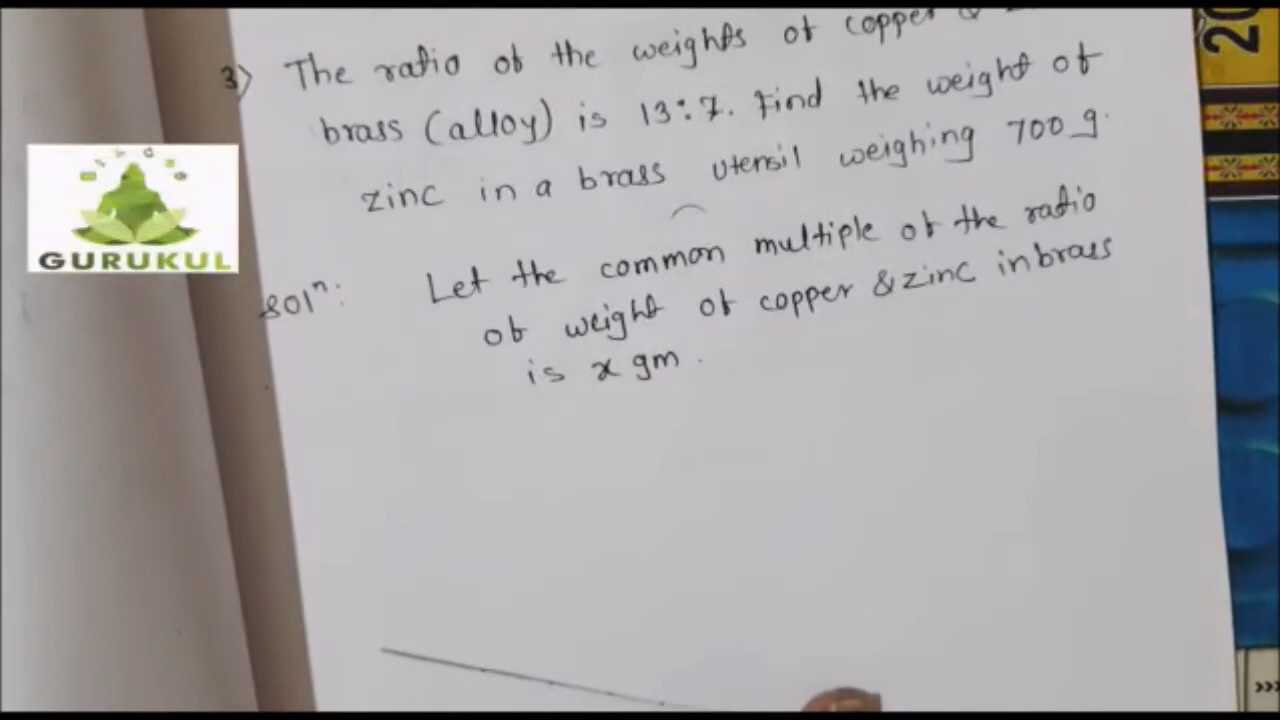 3) The ratio of the weights of copper &
brass (alloy) is 13:7. Find the weight of
zinc in a brass utensil weighing 700 g.
Soln: Let the common multiple of the ratio
of weight of copper & zinc in brass
is x gm.
GURUKUL
20
>>>